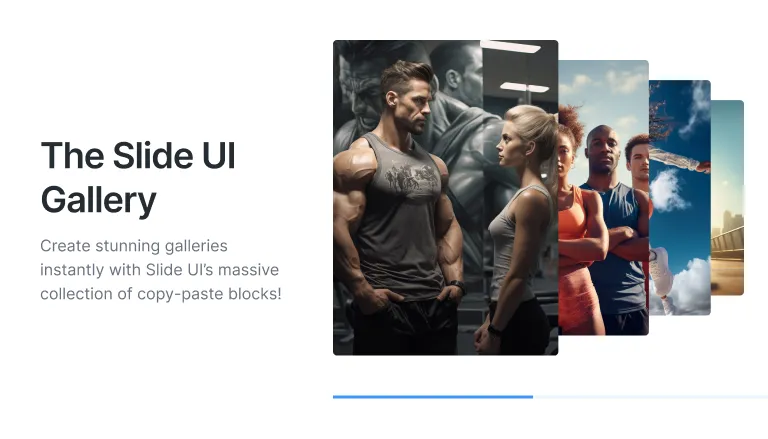 The Slide UI
Gallery
Create stunning galleries
instantly with Slide UI's massive
collection of copy-paste blocks!